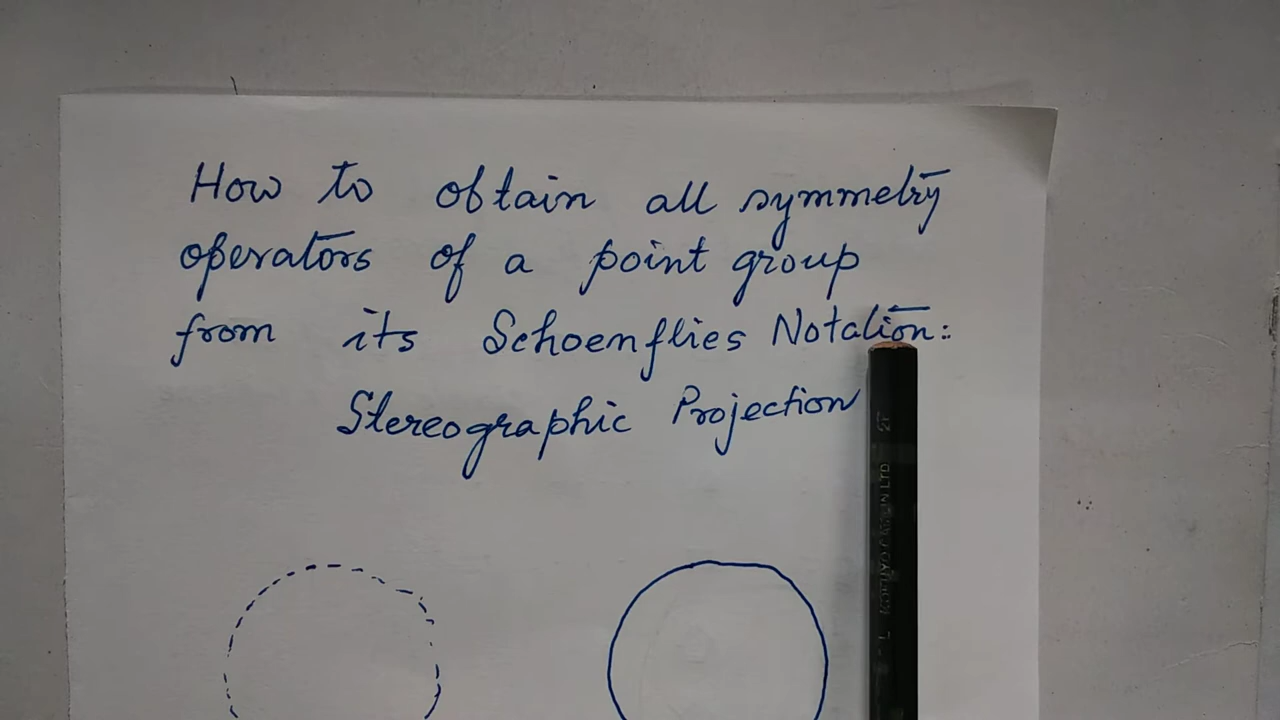 How to obtain all symmetry
operators of a point group
from its Schoenflies Notation:
Stereographic Projection